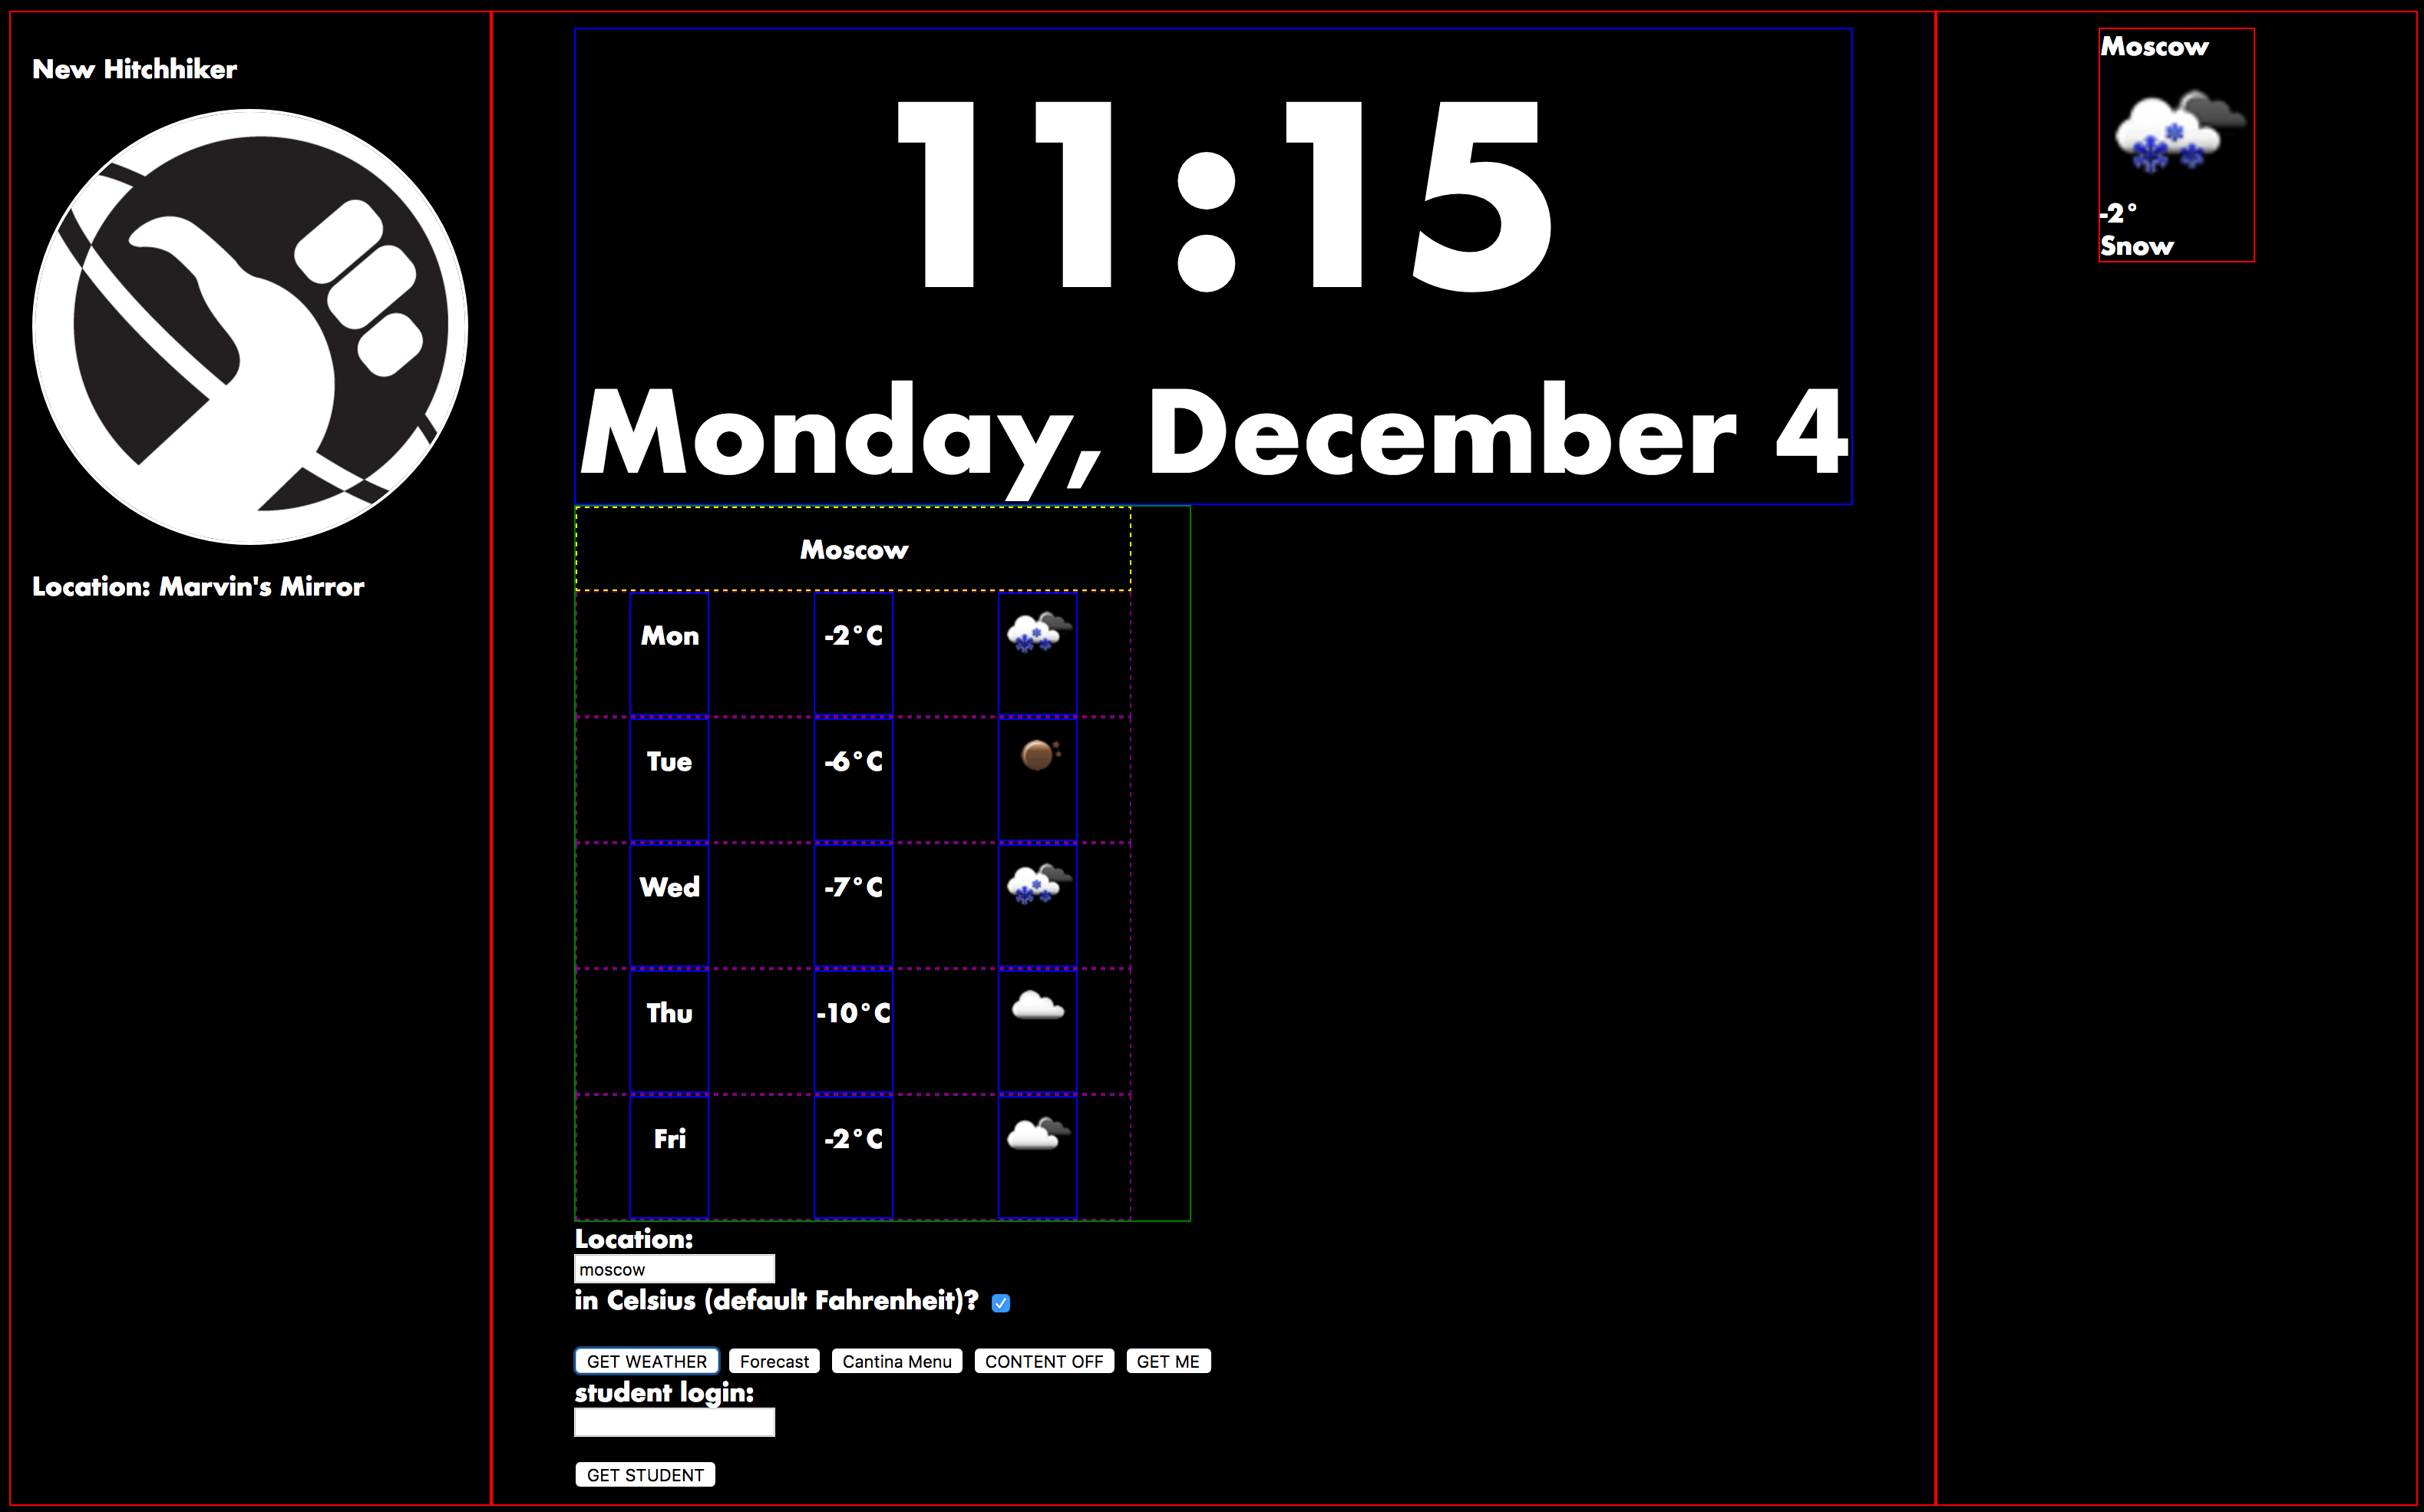 New Hitchhiker
Location: Marvin's Mirror
11:15
Monday, December 4
Moscow
Mon -2°C
Tue -6°C
Wed -7°C
Thu -10°C
Fri -2°C
Location:
moscow
in Celsius (default Fahrenheit)?
GET WEATHER Forecast Cantina Menu CONTENT OFF GET ME
student login:
GET STUDENT
Moscow
-2°
Snow